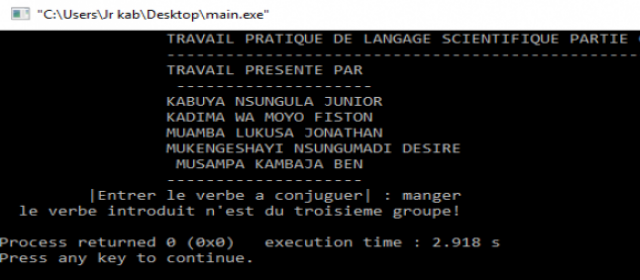 "C:\Users\Jr kab\Desktop\main.exe"
TRAVAIL PRATIQUE DE LANGAGE SCIENTIFIQUE PARTIE
--------------------------------------------------
TRAVAIL PRESENTE PAR
--------------------
KABUYA NSUNGULA JUNIOR
KADIMA WA MOYO FISTON
MUAMBA LUKUSA JONATHAN
MUKENGESHAYI NSUNGUMADI DESIRE
MUSAMPA KAMBAJA BEN
--------------------
|Entrer le verbe a conjuguer| : manger
le verbe introduit n'est du troisieme groupe!
Process returned 0 (0x0)   execution time : 2.918 s
Press any key to continue.